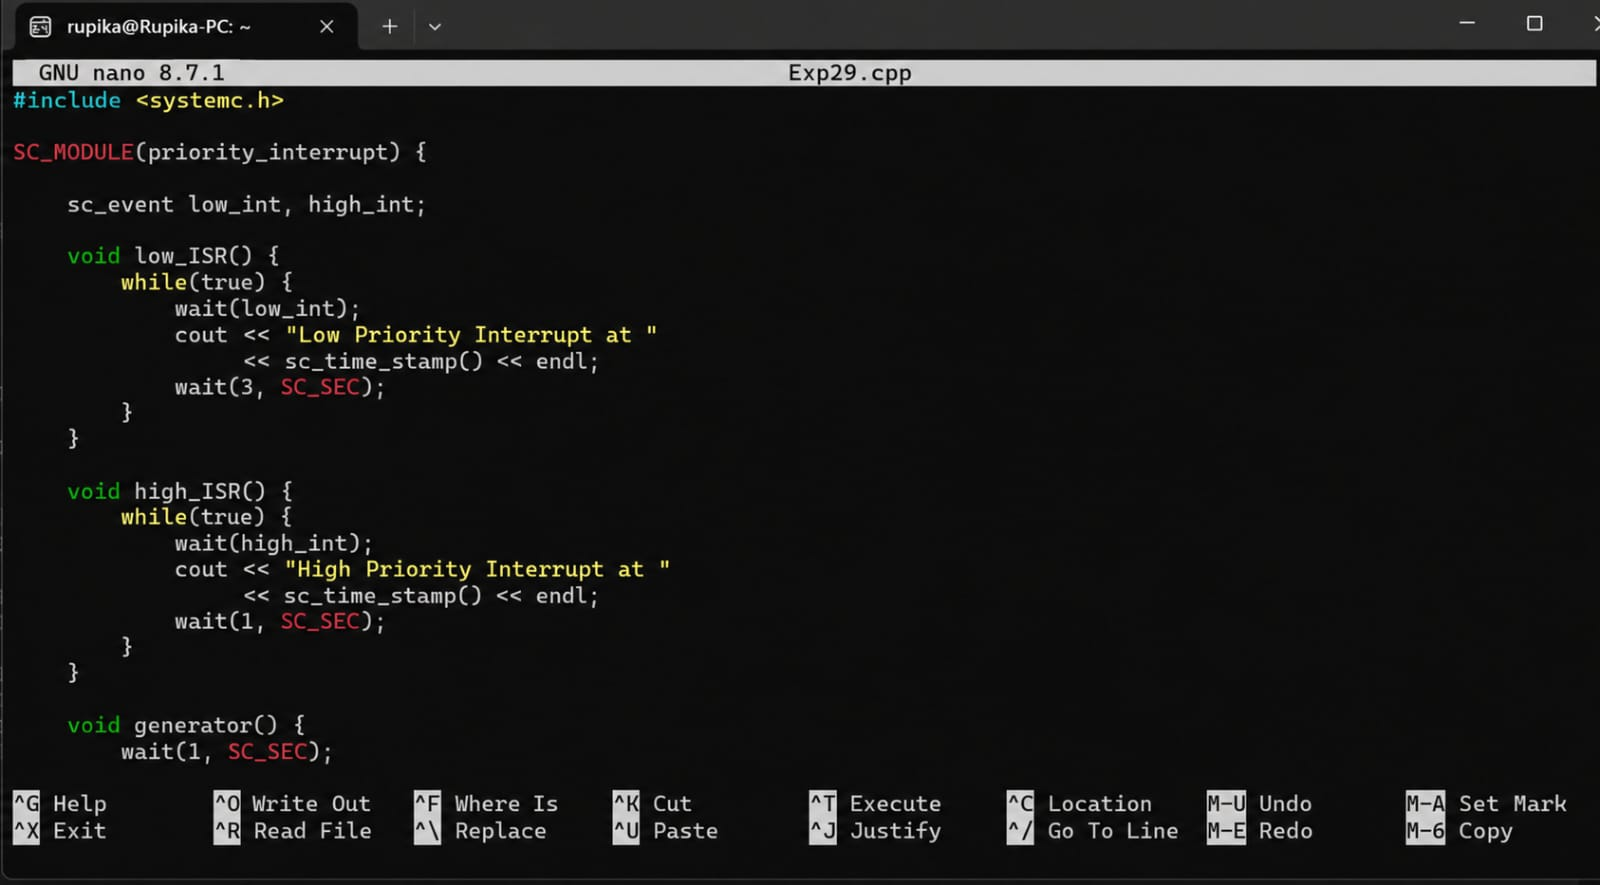 rupika@Rupika-PC: ~
GNU nano 8.7.1 Exp29.cpp
#include <systemc.h>
SC_MODULE(priority_interrupt) {
    sc_event low_int, high_int;
    void low_ISR() {
        while(true) {
            wait(low_int);
            cout << "Low Priority Interrupt at "
                 << sc_time_stamp() << endl;
            wait(3, SC_SEC);
        }
    }
    void high_ISR() {
        while(true) {
            wait(high_int);
            cout << "High Priority Interrupt at "
                 << sc_time_stamp() << endl;
            wait(1, SC_SEC);
        }
    }
    void generator() {
        wait(1, SC_SEC);
^G Help ^O Write Out ^F Where Is ^K Cut ^T Execute ^C Location M-U Undo M-A Set Mark
^X Exit ^R Read File ^\ Replace ^U Paste ^J Justify ^/ Go To Line M-E Redo M-6 Copy